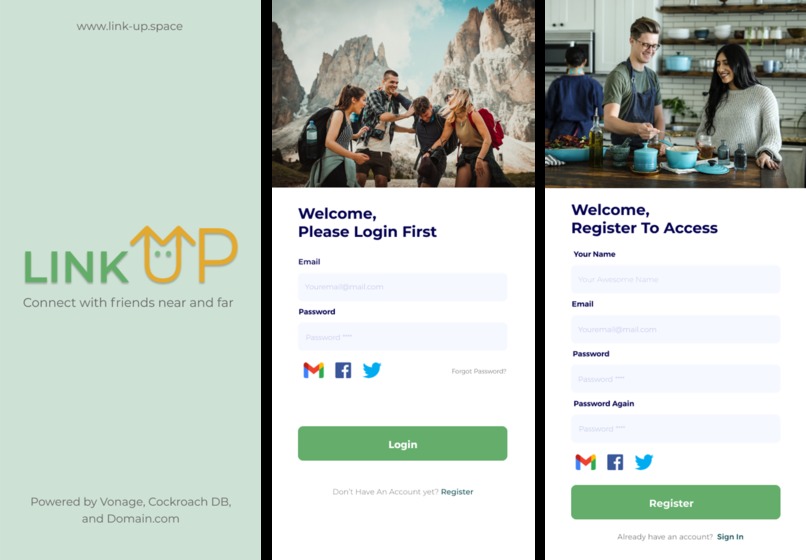 www.link-up.space
LINK UP
Connect with friends near and far
Powered by Vonage, Cockroach DB,
and Domain.com
Welcome,
Please Login First
Email
Youremail@mail.com
Password
Password ****
Forgot Password?
Login
Don't Have An Account yet? Register
Welcome,
Register To Access
Your Name
Your Awesome Name
Email
Youremail@mail.com
Password
Password ****
Password Again
Password ****
Register
Already have an account? Sign In